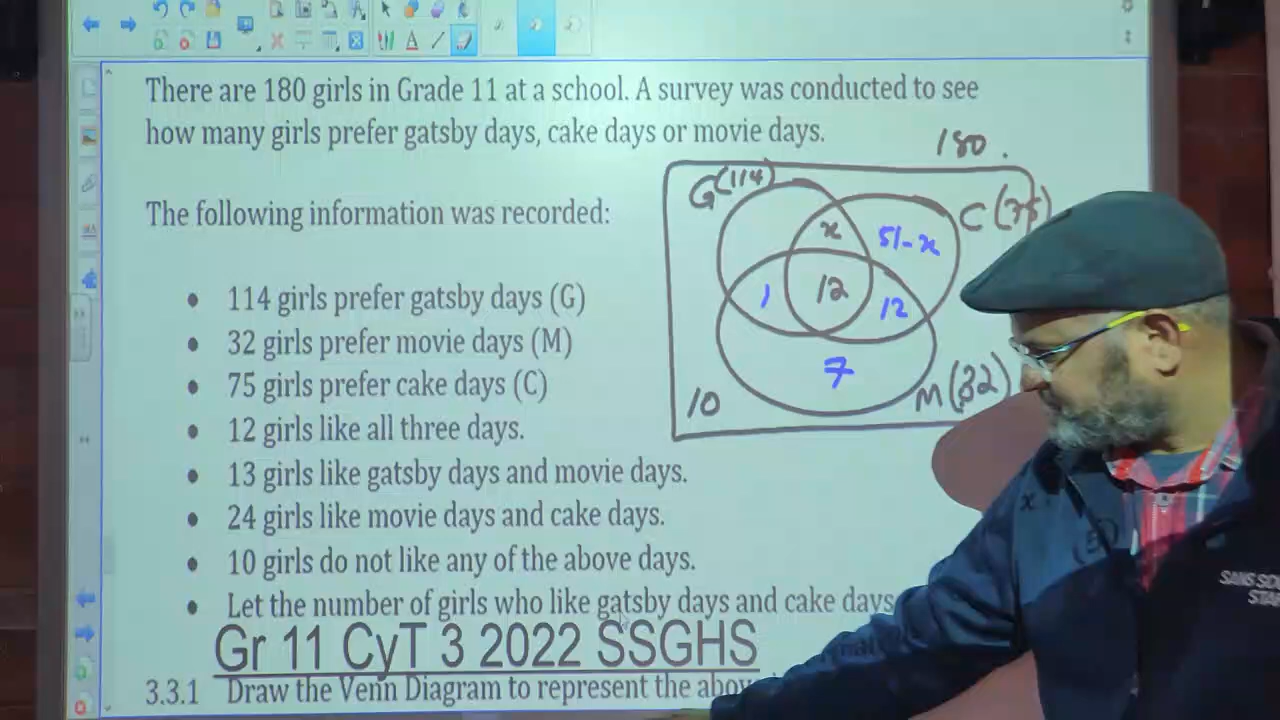 There are 180 girls in Grade 11 at a school. A survey was conducted to see
how many girls prefer gatsby days, cake days or movie days.
180.
G(114)
C(75)
The following information was recorded:
x
51-x
• 114 girls prefer gatsby days (G)
1
12
12
• 32 girls prefer movie days (M)
7
• 75 girls prefer cake days (C)
10
M(32)
• 12 girls like all three days.
• 13 girls like gatsby days and movie days.
• 24 girls like movie days and cake days.
• 10 girls do not like any of the above days.
• Let the number of girls who like gatsby days and cake days
Gr 11 CyT 3 2022 SSGHS
3.3.1 Draw the Venn Diagram to represent the above
x
SANS